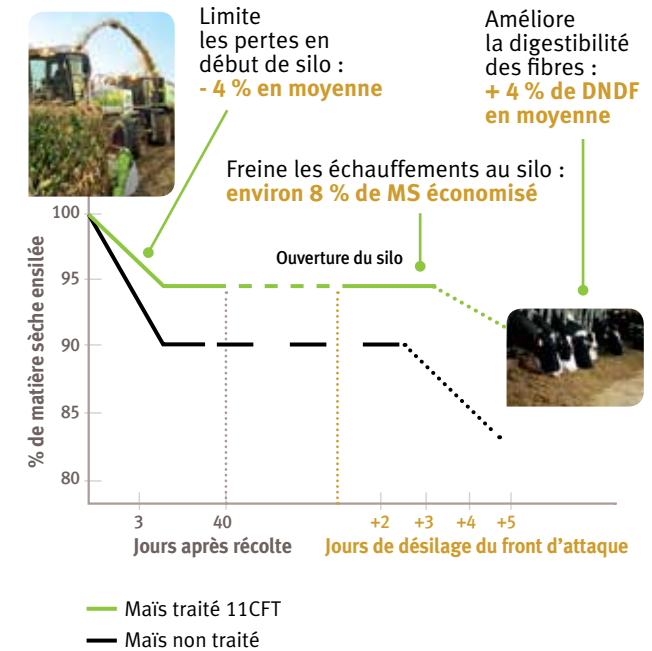 Limite
les pertes en
début de silo :
- 4 % en moyenne
Améliore
la digestibilité
des fibres :
+ 4 % de DNDF
en moyenne
Freine les échauffements au silo :
environ 8 % de MS économisé
Ouverture du silo
% de matière sèche ensilée
100
95
90
85
80
3
40
+2
+3
+4
+5
Jours après récolte
Jours de désilage du front d'attaque
Maïs traité 11CFT
Maïs non traité